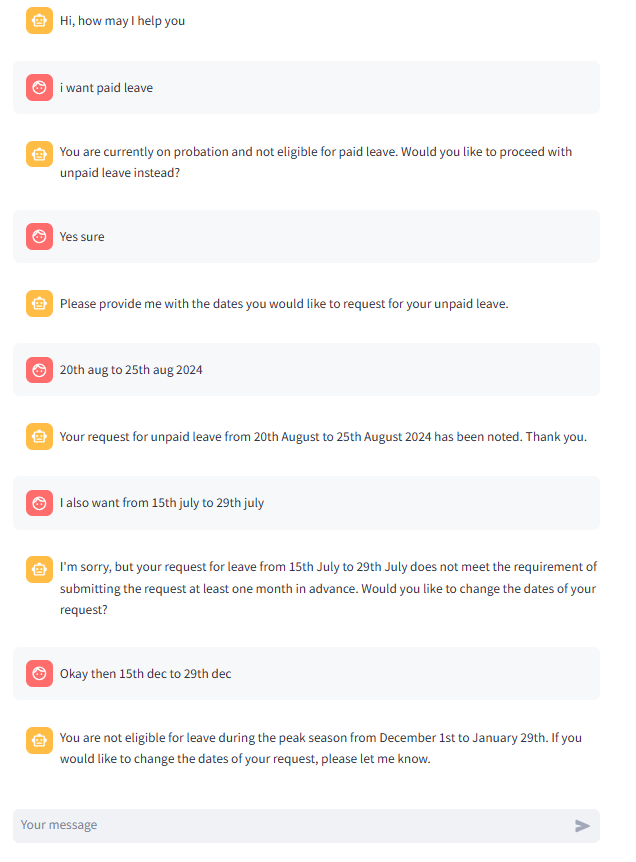 Hi, how may I help you
i want paid leave
You are currently on probation and not eligible for paid leave. Would you like to proceed with
unpaid leave instead?
Yes sure
Please provide me with the dates you would like to request for your unpaid leave.
20th aug to 25th aug 2024
Your request for unpaid leave from 20th August to 25th August 2024 has been noted. Thank you.
I also want from 15th july to 29th july
I'm sorry, but your request for leave from 15th July to 29th July does not meet the requirement of
submitting the request at least one month in advance. Would you like to change the dates of your
request?
Okay then 15th dec to 29th dec
You are not eligible for leave during the peak season from December 1st to January 29th. If you
would like to change the dates of your request, please let me know.
Your message